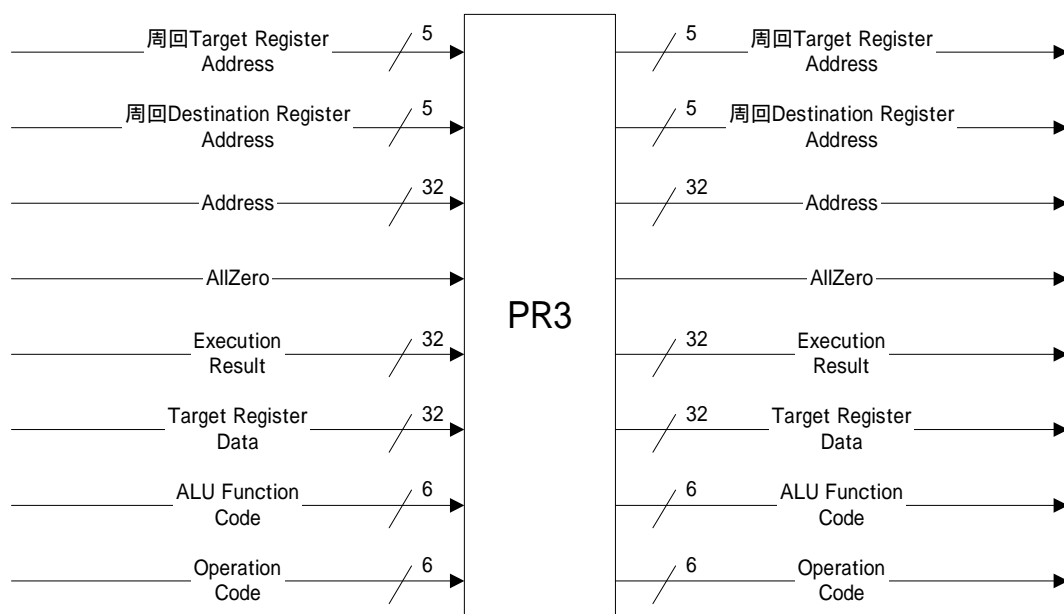 周回Target Register
Address
5
5
周回Target Register
Address
周回Destination Register
Address
5
5
周回Destination Register
Address
Address
32
32
Address
AllZero
AllZero
PR3
Execution
Result
32
32
Execution
Result
Target Register
Data
32
32
Target Register
Data
ALU Function
Code
6
6
ALU Function
Code
Operation
Code
6
6
Operation
Code